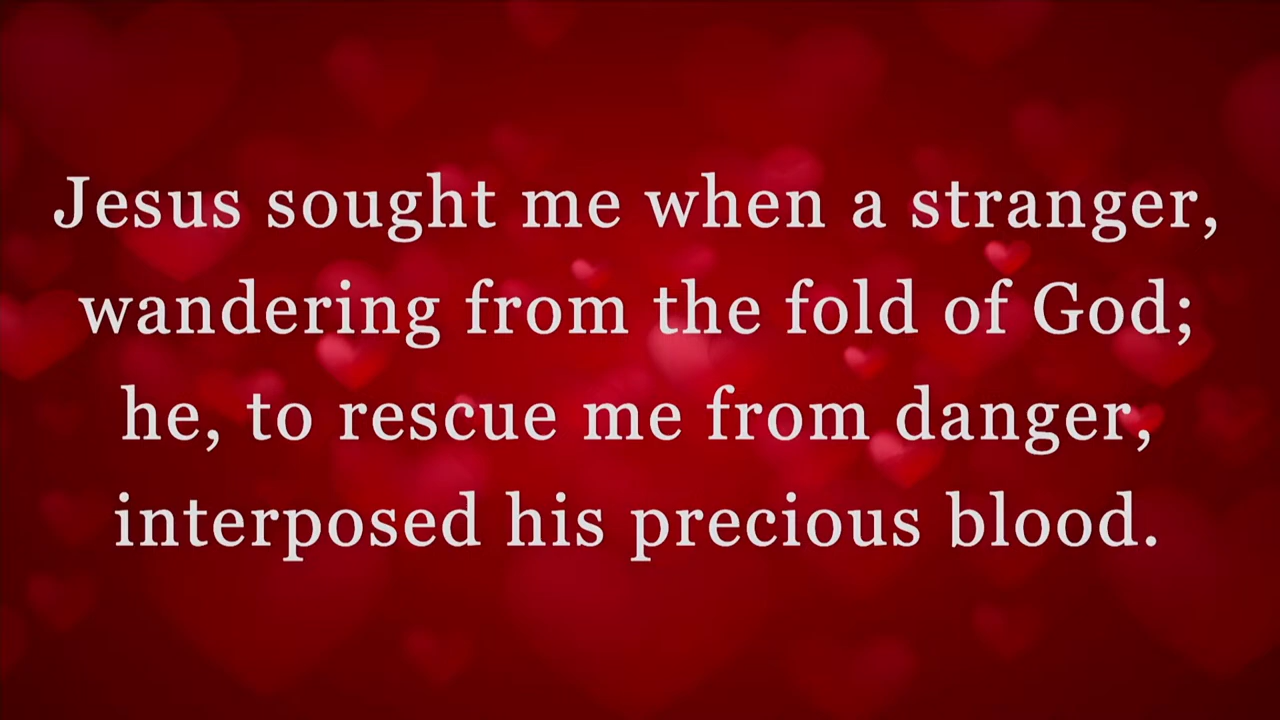 Jesus sought me when a stranger,
wandering from the fold of God;
he, to rescue me from danger,
interposed his precious blood.